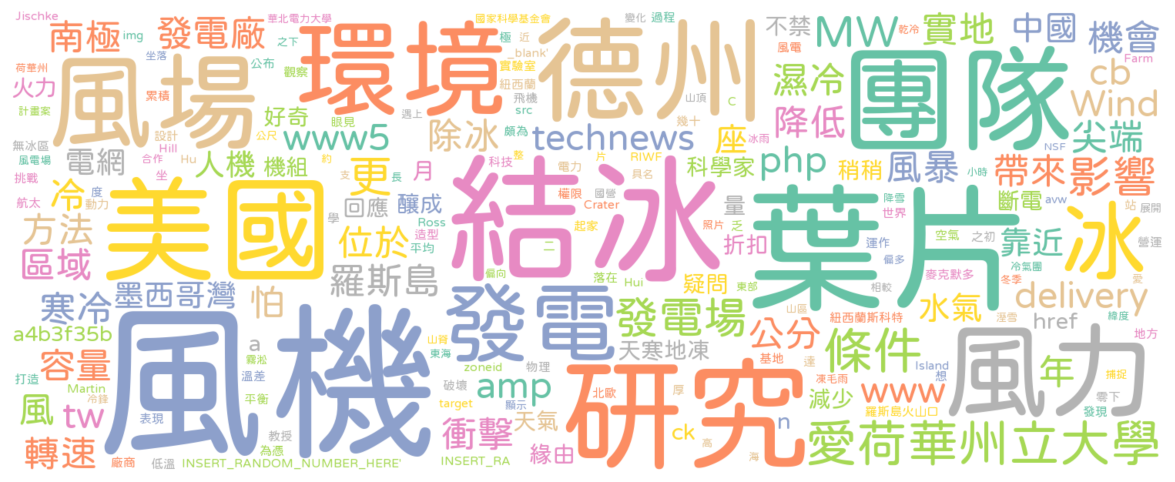 Jischke
華北電力大學
國家科學基金會
變化
過程
南極
img
發電廠
環境
德州
不禁
MW
實地
中國
機會
坐落
之下
極
近
_blank'
風電
乾冷
荷華州
公布
觀察
實驗室
紐西蘭
Farm
火力
風場
累積
好奇
眼見
飛機
src
山頂
C
濕冷
團隊
cb
Wind
計畫案
設計
公尺
遇上
幾十
降低
無冰區
風電場
Hill
www5
除冰
頗為
technews
冰雨
座
NSF
尖端
電網
合作
Hu
人機
機組
更
月
科技
整
電力
片
RIWF
具名
科學家
php
稍稍
風暴
帶來
影響
挑戰
坐
約
支
長
航太
冷
度
動力
美國
回應
釀成
結冰
權限
國營
Crater
量
降雪
世界
小時
avw
斷電
站
展開
方法
學
Ross
造型
平均
位於
二
起家
照片
之
折扣
葉片
運作
空氣
之初
靠近
冰
營運
區域
羅斯島
偏向
落在
Hui
東部
疑問
偏多
冷氣團
麥克默多
冬季
愛
寒冷
墨西哥灣
怕
發電
發電場
山區
相較
水氣
紐西蘭斯科特
delivery
溼雪
緯度
a4b3f35b
a
山脊
東海
公分
條件
href
地方
容量
霧淞
風機
zoneid
物理
天寒地凍
基地
達
Island
想
風力
打造
溫差
Martin
冷鋒
破壞
amp
北歐
厚
凍毛雨
www
年
捕捉
風
tw
平衡
target
顯示
研究
減少
零下
表現
衝擊
天氣
ck
n
羅斯島火山口
發現
轉速
教授
為憑
緣由
高
海
愛荷華州立大學
廠商
低溫
INSERT_RANDOM_NUMBER_HERE'
INSERT_RA